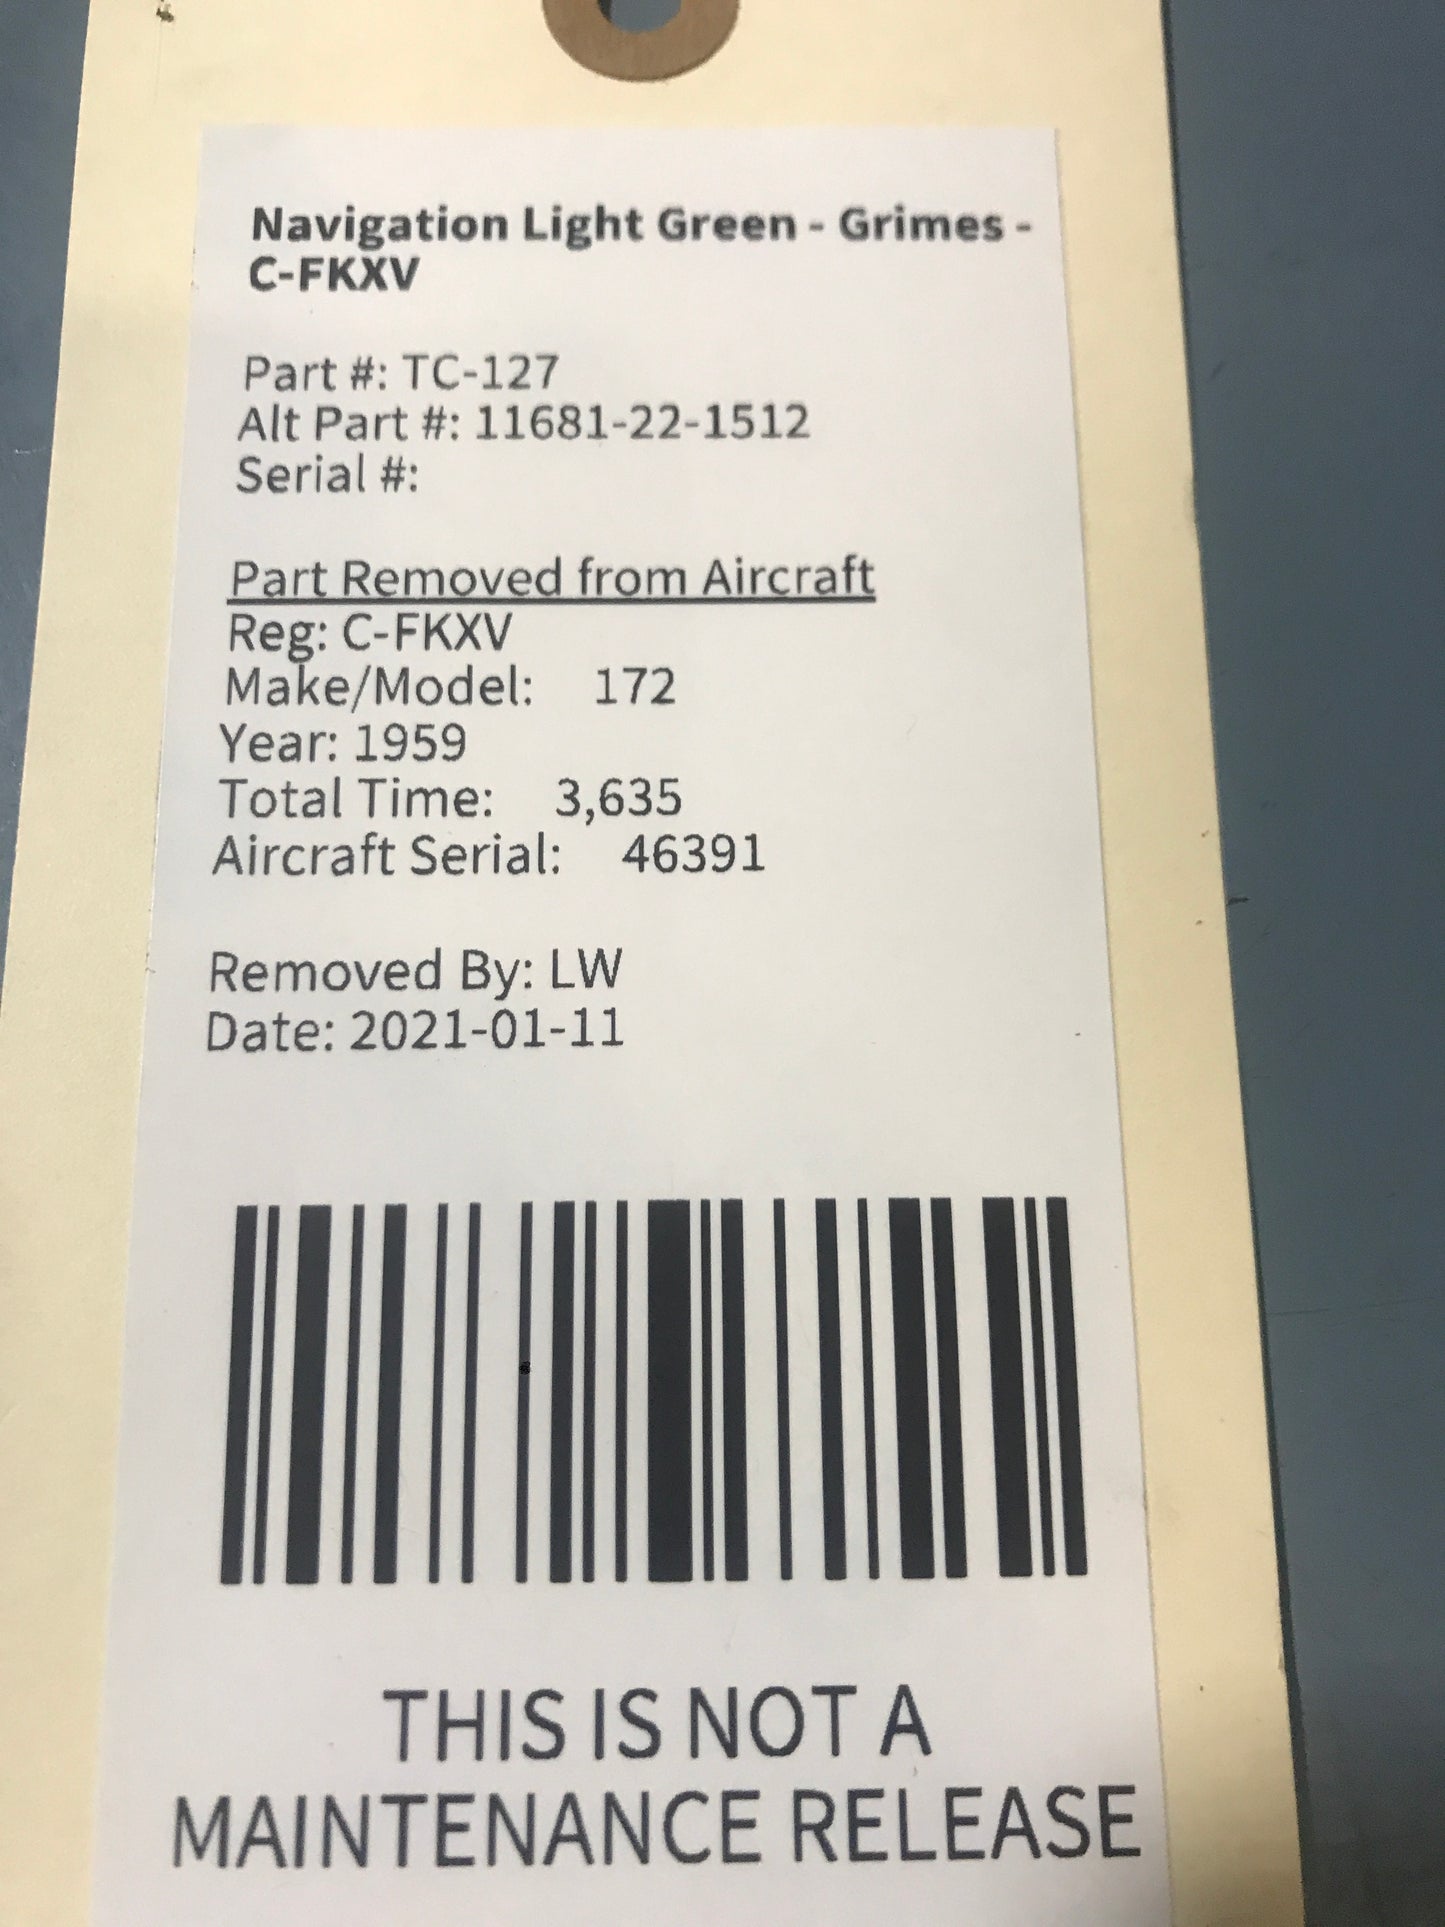 Navigation Light Green - Grimes -
C-FKXV
Part #: TC-127
Alt Part #: 11681-22-1512
Serial #:
Part Removed from Aircraft
Reg: C-FKXV
Make/Model: 172
Year: 1959
Total Time: 3,635
Aircraft Serial: 46391
Removed By: LW
Date: 2021-01-11
THIS IS NOT A
MAINTENANCE RELEASE